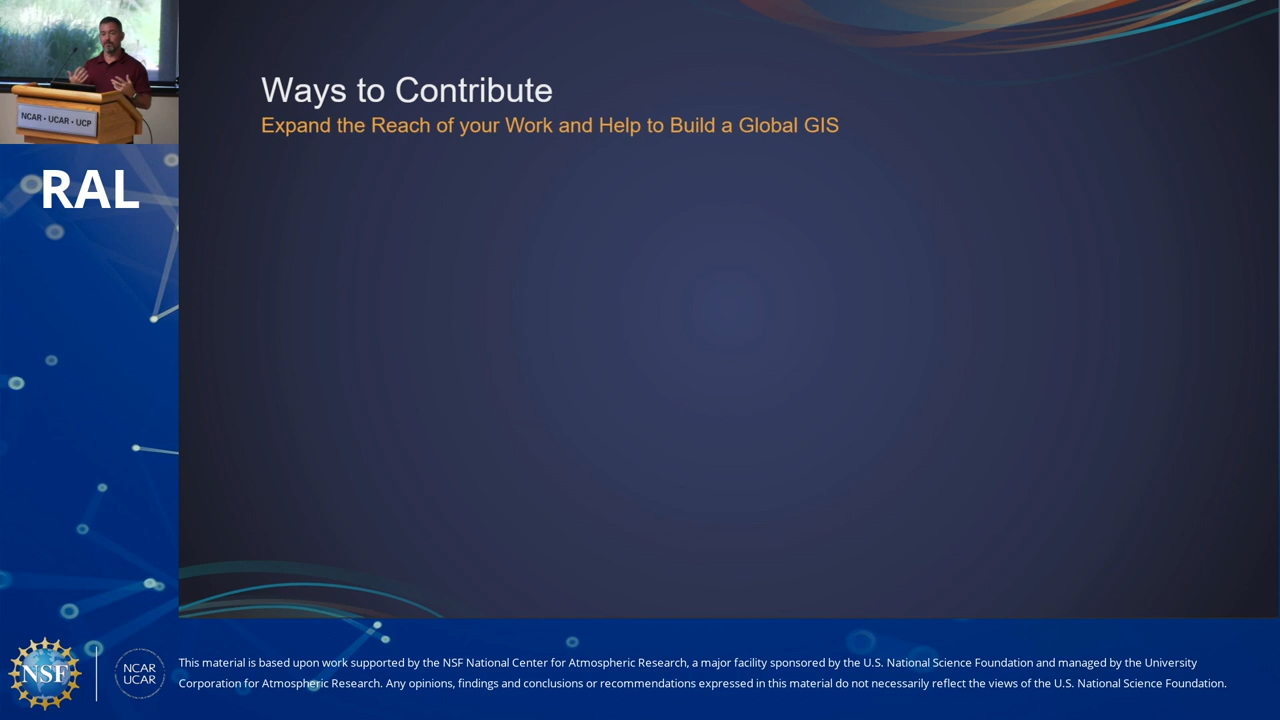 NCAR • UCAR • UCP
RAL
Ways to Contribute
Expand the Reach of your Work and Help to Build a Global GIS
NSF
NCAR
UCAR
This material is based upon work supported by the NSF National Center for Atmospheric Research, a major facility sponsored by the U.S. National Science Foundation and managed by the University
Corporation for Atmospheric Research. Any opinions, findings and conclusions or recommendations expressed in this material do not necessarily reflect the views of the U.S. National Science Foundation.